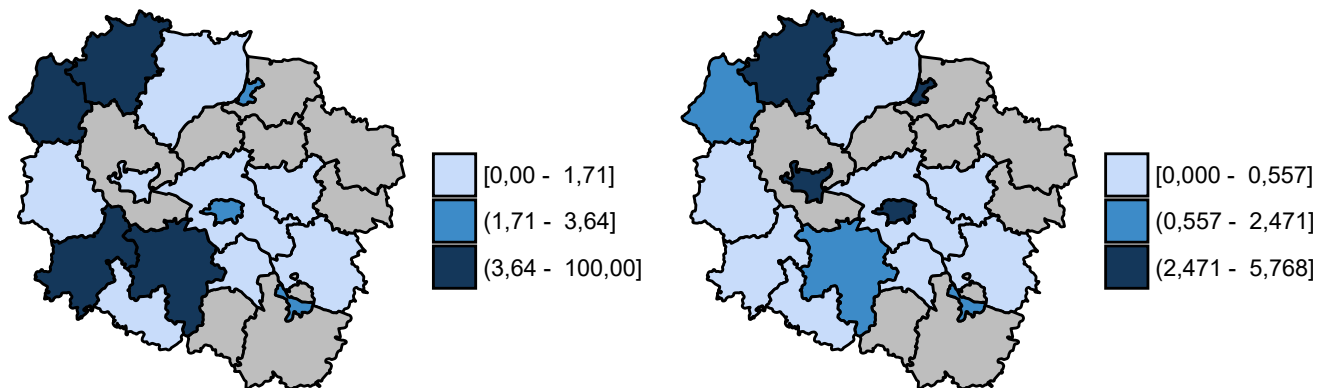 [0,00 - 1,71]
(1,71 - 3,64]
(3,64 - 100,00]
[0,000 - 0,557]
(0,557 - 2,471]
(2,471 - 5,768]